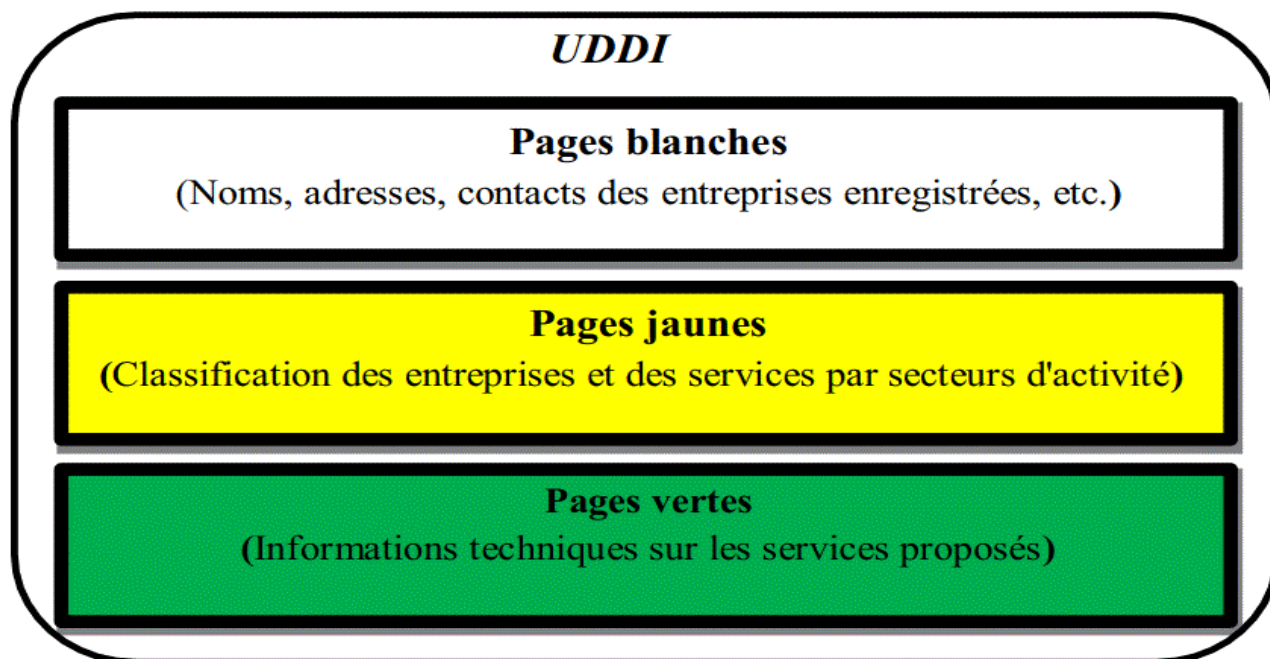 UDDI
Pages blanches
(Noms, adresses, contacts des entreprises enregistrées, etc.)
Pages jaunes
(Classification des entreprises et des services par secteurs d'activité)
Pages vertes
(Informations techniques sur les services proposés)